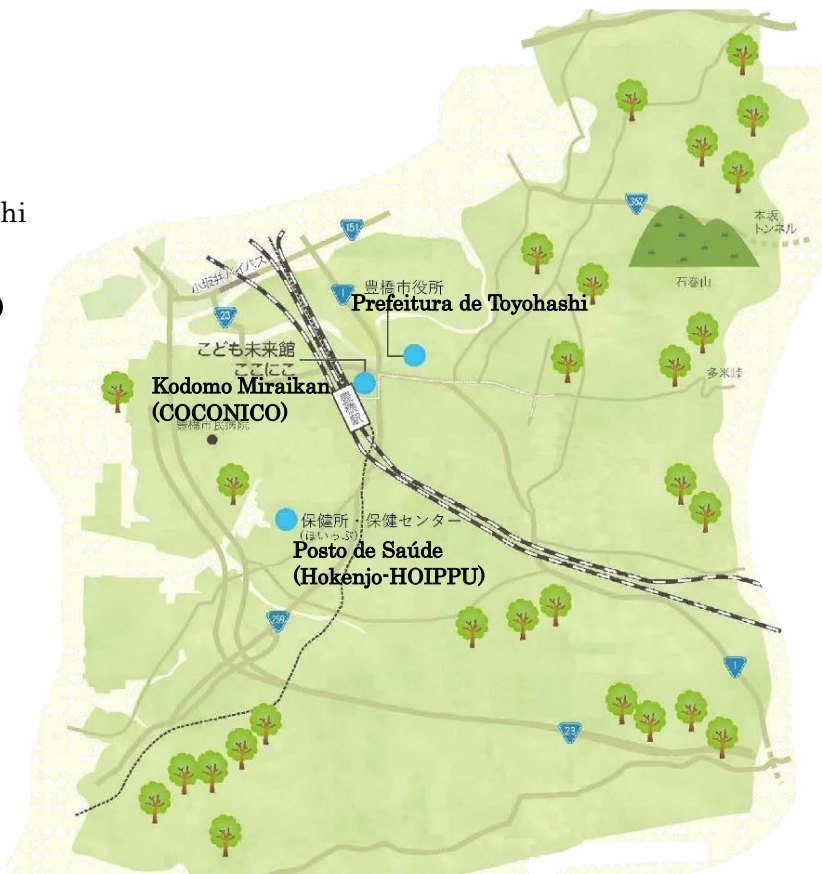 362
本坂
トンネル
hi
151
石巻山
小坂井バイパス
豊橋市役所
1
Prefeitura de Toyohashi
)
23
こども未来館
ここにこ
多米峠
Kodomo Miraikan
(COCONICO)
豊橋駅
豊橋市民病院
保健所・保健センター
(ほいっぷ)
Posto de Saúde
(Hokenjo-HOIPPU)
259
1
23